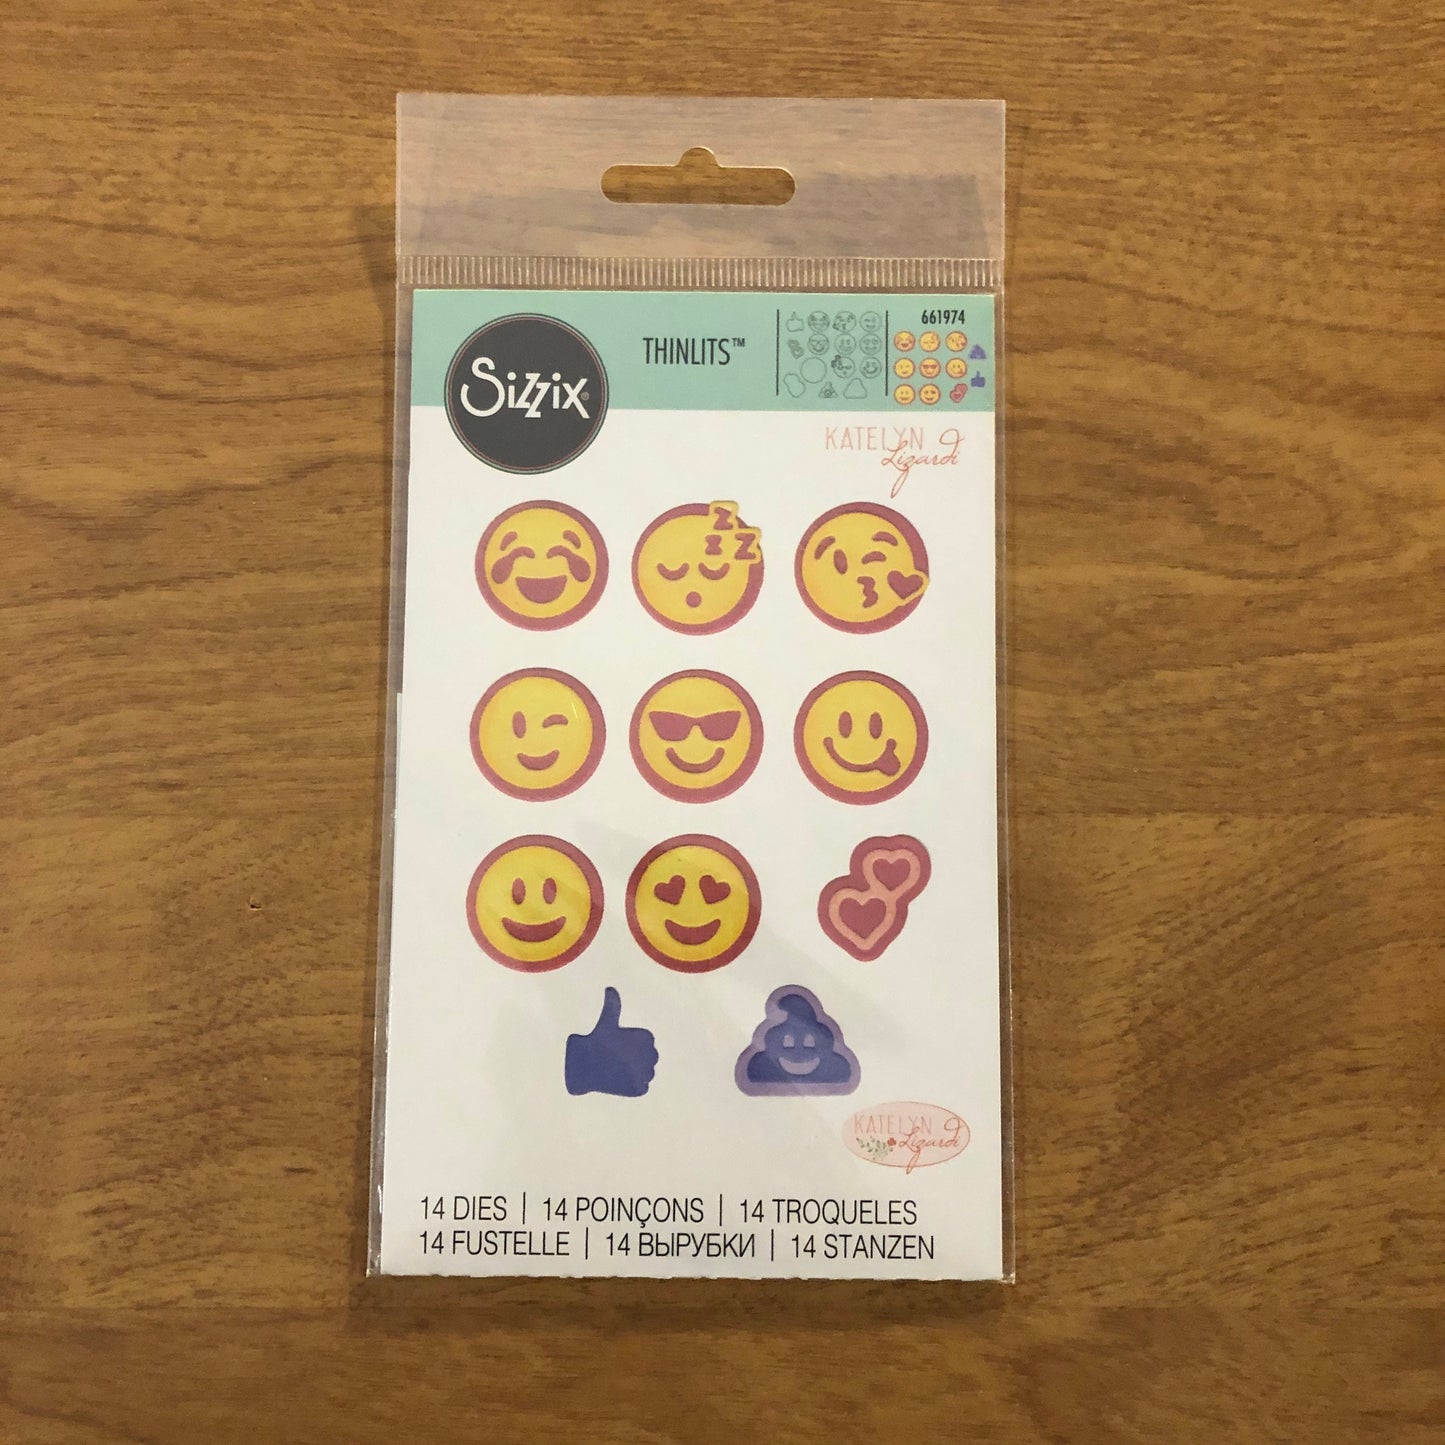 Sizzix®
THINLITS™
661974
KATELYN
Lizardi
Z
Z
Z
KATELYN
Lizardi
14 DIES | 14 POINÇONS | 14 TROQUELES
14 FUSTELLE | 14 ВЫРУБКИ | 14 STANZEN